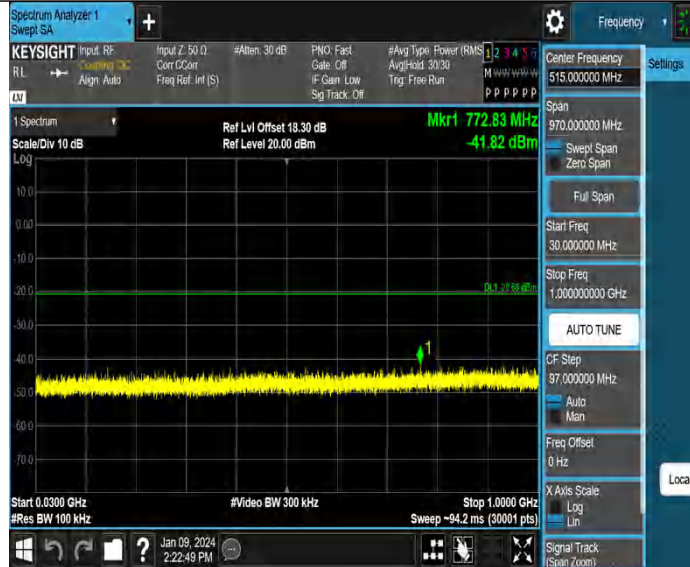 Spectrum Analyzer 1
Swept SA
Frequency
KEYSIGHT
RL
Input: RF
Coupling: DC
Align: Auto
Input Z: 50 Ω
Corr CCorr
Freq Ref: Int (S)
#Atten: 30 dB
PNO: Fast
Gate: Off
IF Gain: Low
Sig Track: Off
#Avg Type: Power (RMS
Avg|Hold: 30/30
Trig: Free Run
1 2 3 4 5 6
M W W W W W
P P P P P P
LXI
1 Spectrum
Scale/Div 10 dB
Ref Lvl Offset 18.30 dB
Ref Level 20.00 dBm
Mkr1 772.83 MHz
-41.82 dBm
Log
10.0
0.00
-10.0
-20.0
DL1 -20.68 dBm
-30.0
-40.0
1
-50.0
-60.0
-70.0
Start 0.0300 GHz
#Video BW 300 kHz
Stop 1.0000 GHz
#Res BW 100 kHz
Sweep ~94.2 ms (30001 pts)
?
Jan 09, 2024
2:22:49 PM
Center Frequency
515.000000 MHz
Settings
Span
970.000000 MHz
Swept Span
Zero Span
Full Span
Start Freq
30.000000 MHz
Stop Freq
1.000000000 GHz
AUTO TUNE
CF Step
97.000000 MHz
Auto
Man
Freq Offset
0 Hz
Loca
X Axis Scale
Log
Lin
Signal Track
(Span Zoom)